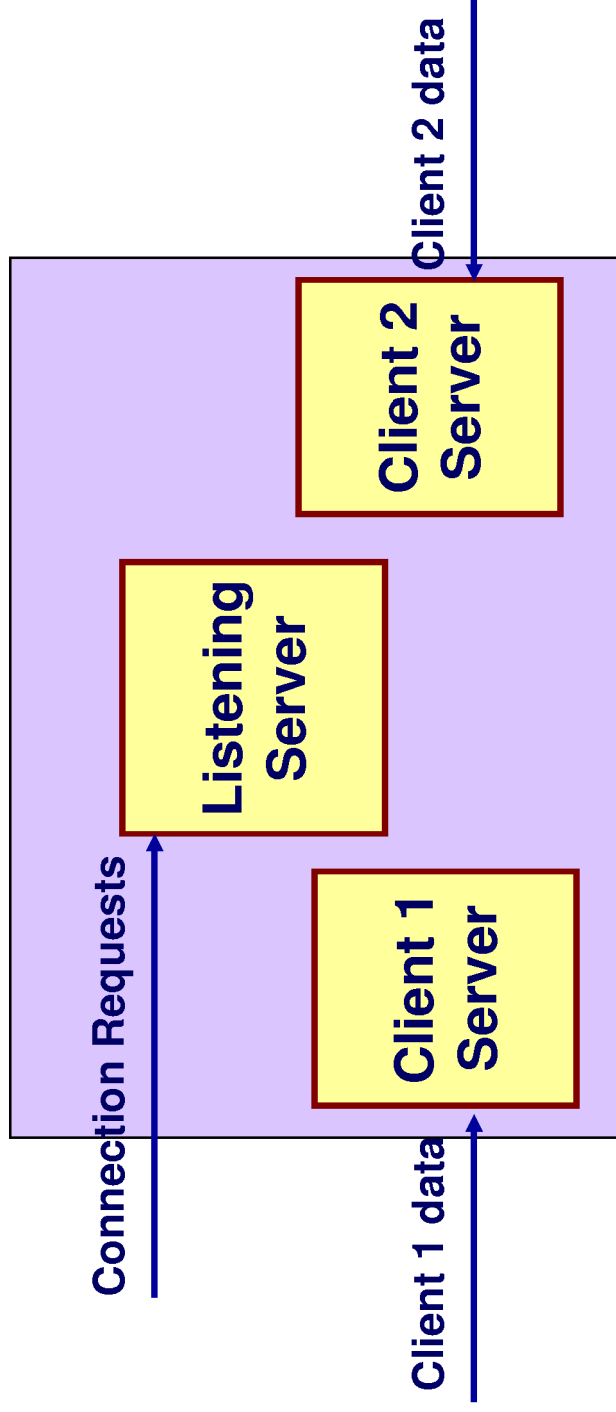 Connection Requests
Listening
Server
Client 1
Server
Client 2
Server
Client 1 data
Client 2 data